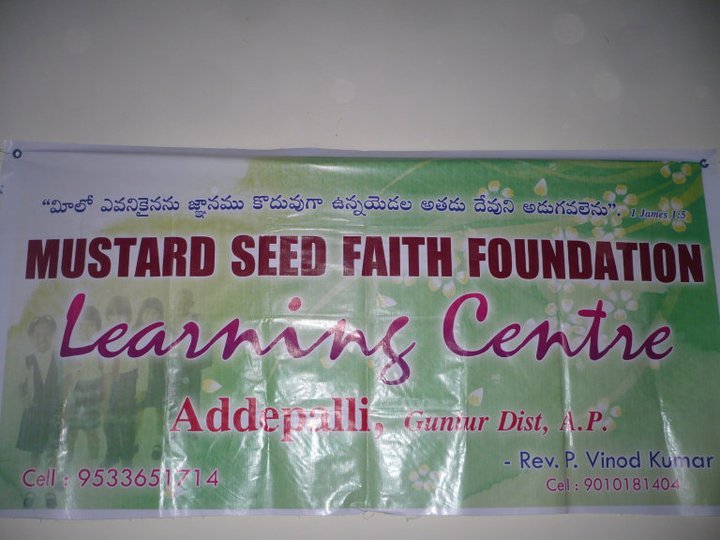 “మీలో ఎవనికైనను జ్ఞానము కొదువుగా ఉన్నయెడల అతడు దేవుని అడుగవలెను”. 1 James 1:5
MUSTARD SEED FAITH FOUNDATION
Learning Centre
Addepalli, Guntur Dist, A.P.
- Rev. P. Vinod Kumar
Cell : 9533651714
Cell : 9010181404